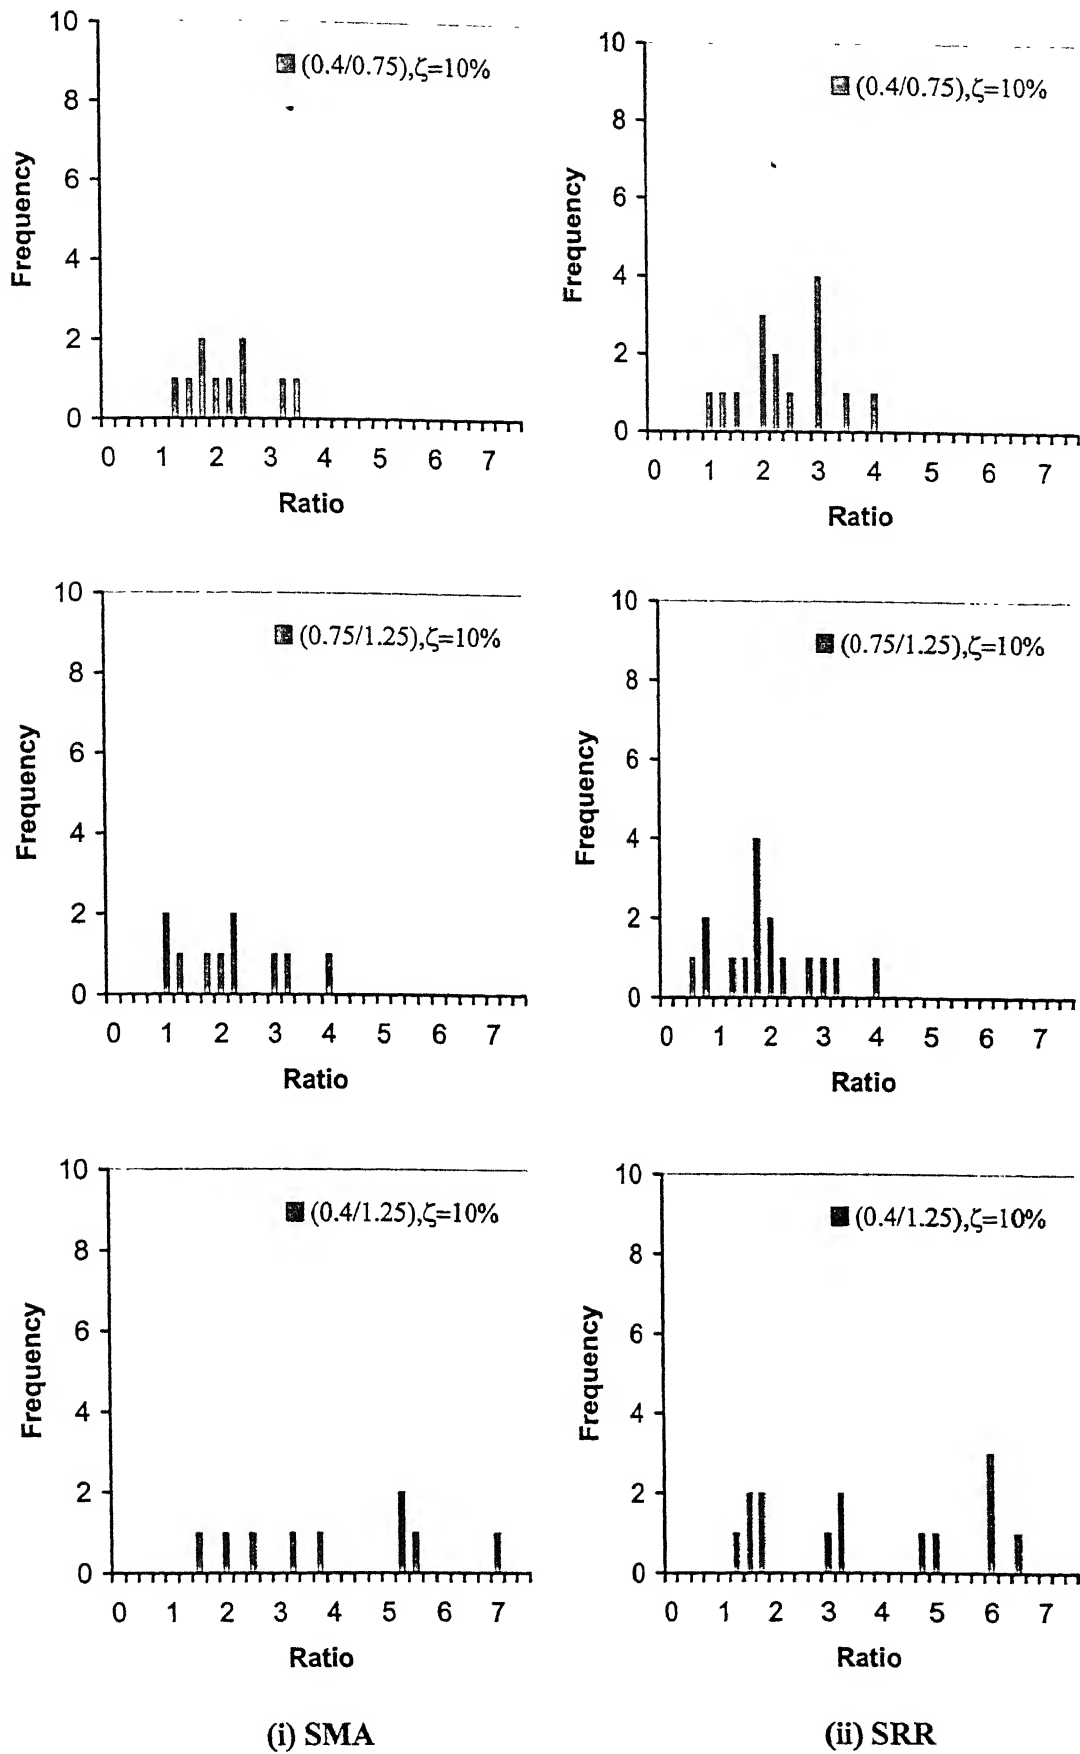 10
(0.4/0.75),ζ=10%
8
6
4
2
0
Frequency
0 1 2 3 4 5 6 7
Ratio
10
(0.4/0.75),ζ=10%
8
6
4
2
0
Frequency
0 1 2 3 4 5 6 7
Ratio
10
(0.75/1.25),ζ=10%
8
6
4
2
0
Frequency
0 1 2 3 4 5 6 7
Ratio
10
(0.75/1.25),ζ=10%
8
6
4
2
0
Frequency
0 1 2 3 4 5 6 7
Ratio
10
(0.4/1.25),ζ=10%
8
6
4
2
0
Frequency
0 1 2 3 4 5 6 7
Ratio
10
(0.4/1.25),ζ=10%
8
6
4
2
0
Frequency
0 1 2 3 4 5 6 7
Ratio
(i) SMA
(ii) SRR